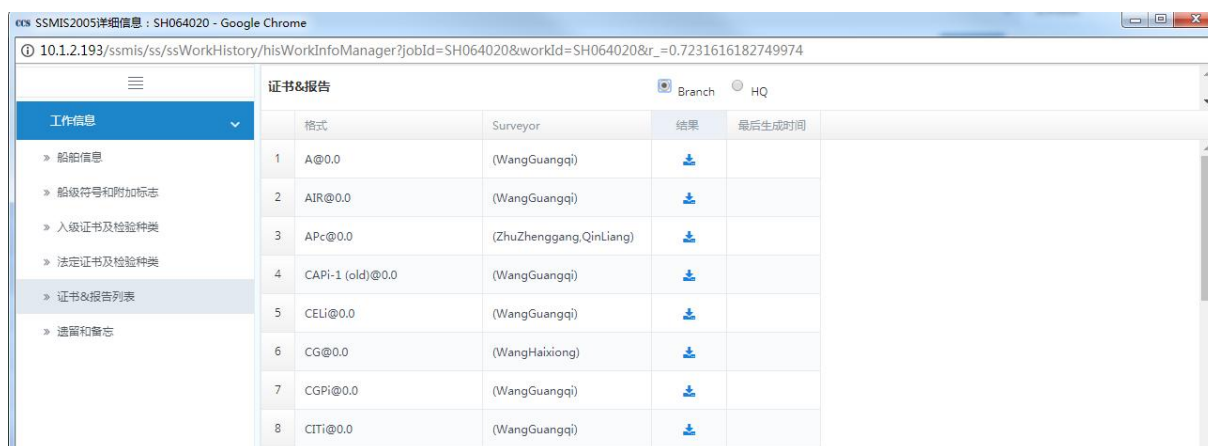 CCS SSMIS2005详细信息：SH064020 - Google Chrome
10.1.2.193/ssmis/ss/ssWorkHistory/hisWorkInfoManager?jobId=SH064020&workId=SH064020&r_=0.7231616182749974
证书&报告 Branch HQ
工作信息
格式 Surveyor 结果 最后生成时间
» 船舶信息
1 A@0.0 (WangGuangqi)
» 船级符号和附加标志
2 AIR@0.0 (WangGuangqi)
» 入级证书及检验种类
3 APc@0.0 (ZhuZhenggang,QinLiang)
» 法定证书及检验种类
4 CAPi-1 (old)@0.0 (WangGuangqi)
» 证书&报告列表
5 CELi@0.0 (WangGuangqi)
» 遗留和备忘
6 CG@0.0 (WangHaixiong)
7 CGPi@0.0 (WangGuangqi)
8 CITi@0.0 (WangGuangqi)